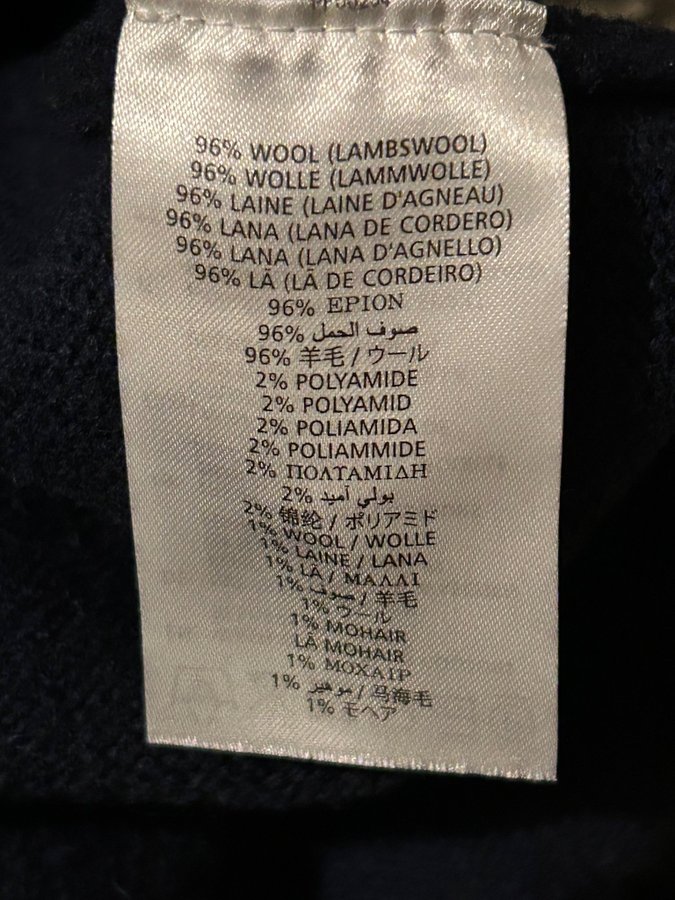 96% WOOL (LAMBSWOOL)
96% WOLLE (LAMMWOLLE)
96% LAINE (LAINE D'AGNEAU)
96% LANA (LANA DE CORDERO)
96% LANA (LANA D'AGNELLO)
96% LÃ (LÃ DE CORDEIRO)
96% ΕΡΙΟΝ
96% صوف الحمل
96% 羊毛 / ウール
2% POLYAMIDE
2% POLYAMID
2% POLIAMIDA
2% POLIAMMIDE
2% ΠΟΛΤΑΜΙΔΗ
2% بولي آميد
2% 锦纶 / ポリアミド
1% WOOL / WOLLE
1% LAINE / LANA
1% LÃ / ΜΑΛΛΙ
1% صوف / 羊毛
1% ウール
1% MOHAIR
LÃ MOHAIR
1% ΜΟΧΑΙΡ
1% موهير / 马海毛
1% モヘア